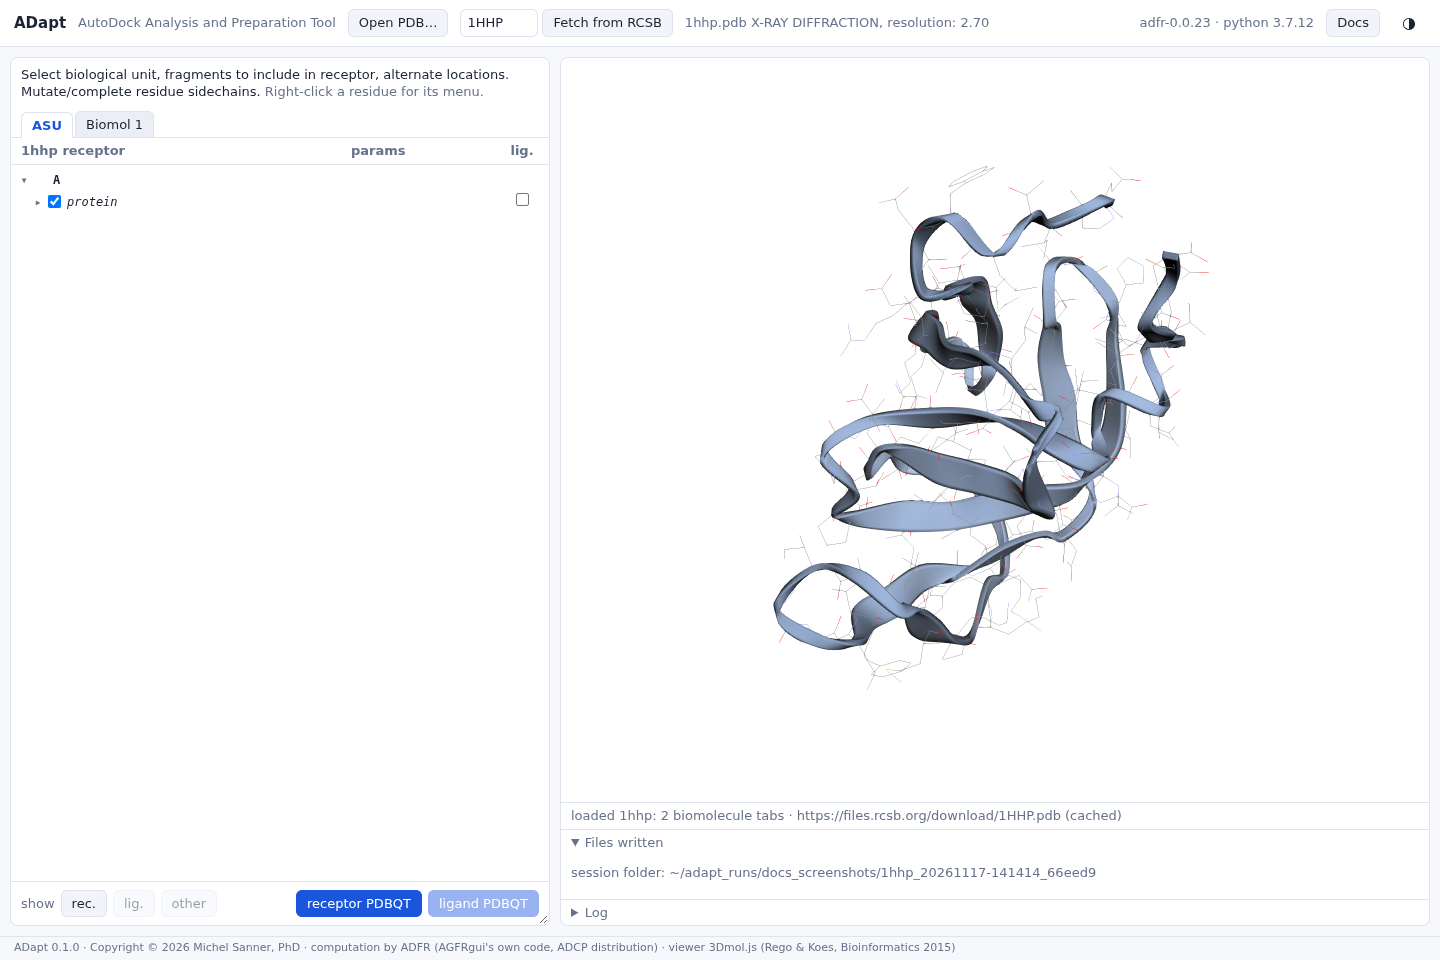 ADapt AutoDock Analysis and Preparation Tool Open PDB... 1HHP Fetch from RCSB 1hhp.pdb X-RAY DIFFRACTION, resolution: 2.70 adfr-0.0.23 · python 3.7.12 Docs
Select biological unit, fragments to include in receptor, alternate locations.
Mutate/complete residue sidechains. Right-click a residue for its menu.
ASU Biomol 1
1hhp receptor params lig.
A
protein
show rec. lig. other receptor PDBQT ligand PDBQT
loaded 1hhp: 2 biomolecule tabs · https://files.rcsb.org/download/1HHP.pdb (cached)
Files written
session folder: ~/adapt_runs/docs_screenshots/1hhp_20261117-141414_66eed9
Log
ADapt 0.1.0 · Copyright © 2026 Michel Sanner, PhD · computation by ADFR (AGFRgui's own code, ADCP distribution) · viewer 3Dmol.js (Rego & Koes, Bioinformatics 2015)